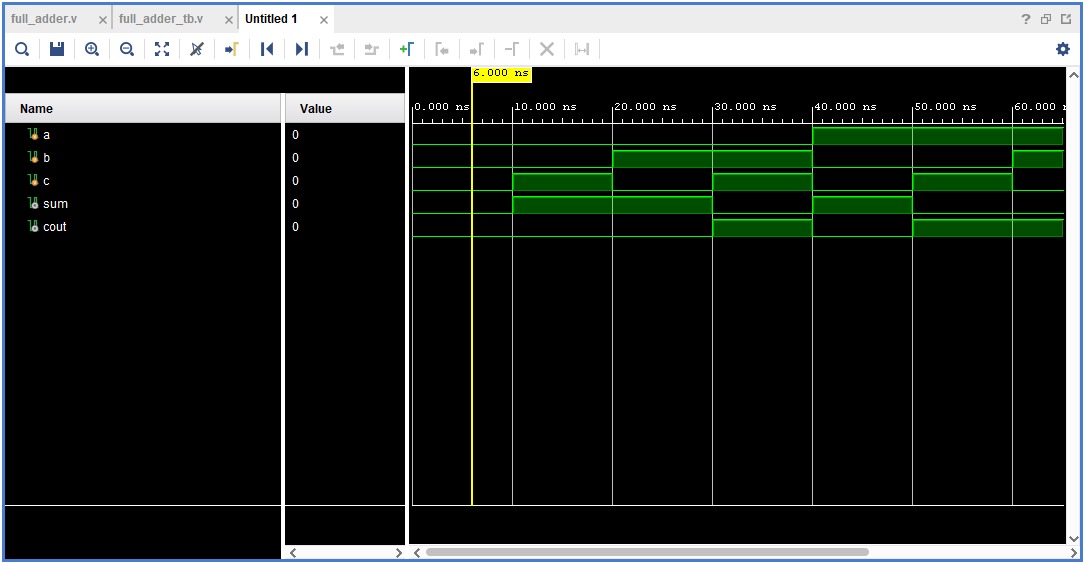 full_adder.v × full_adder_tb.v × Untitled 1 ×
?
6.000 ns
Name Value
0.000 ns 10.000 ns 20.000 ns 30.000 ns 40.000 ns 50.000 ns 60.000 n
a 0
b 0
c 0
sum 0
cout 0